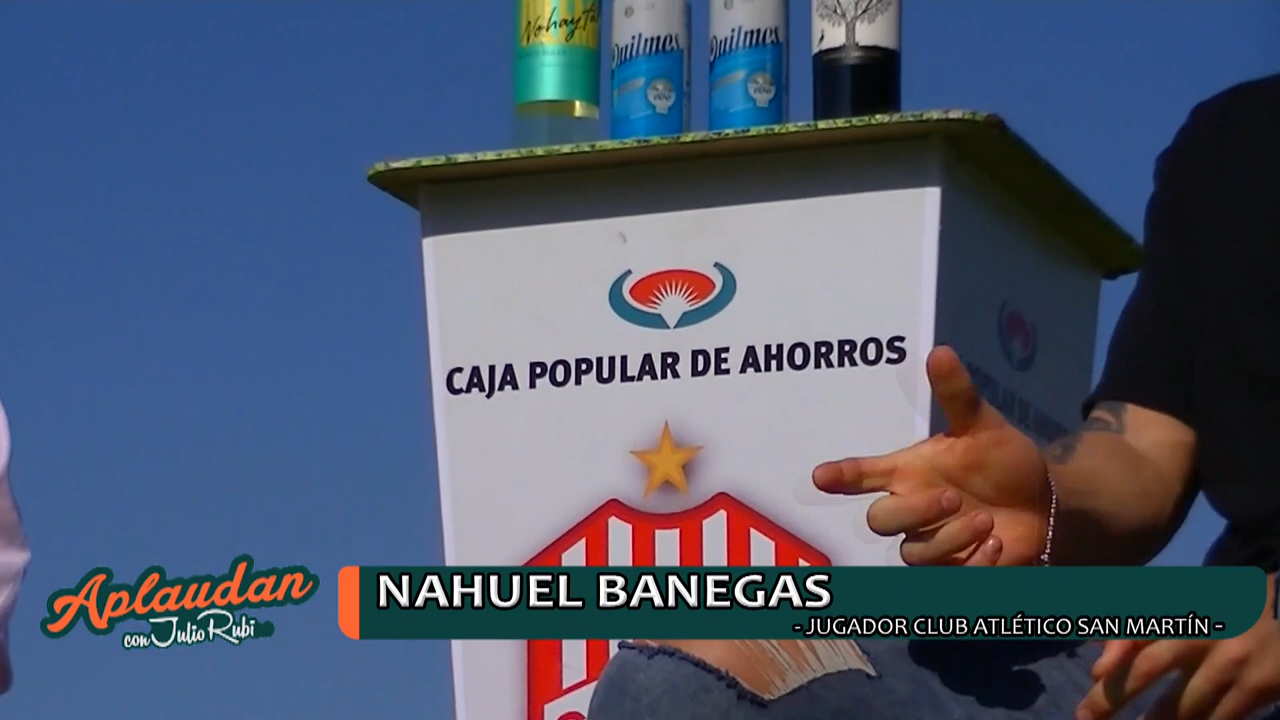 Quilmes
Quilmes
CAJA POPULAR DE AHORROS
Aplaudan
con Julio Rubi
NAHUEL BANEGAS
- JUGADOR CLUB ATLÉTICO SAN MARTÍN -